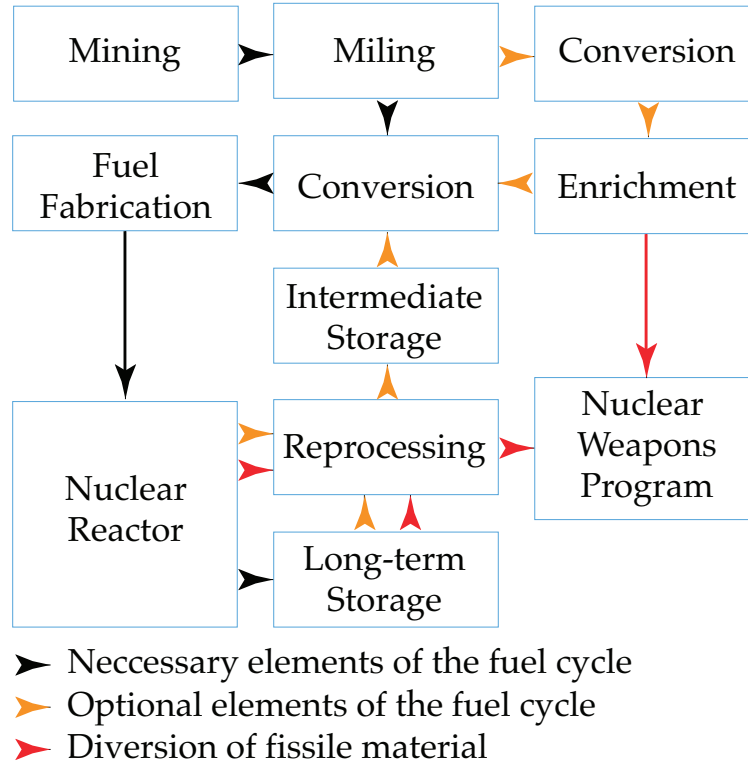 Mining
Miling
Conversion
Fuel
Fabrication
Conversion
Enrichment
Intermediate
Storage
Nuclear
Reactor
Reprocessing
Nuclear
Weapons
Program
Long-term
Storage
Neccessary elements of the fuel cycle
Optional elements of the fuel cycle
Diversion of fissile material